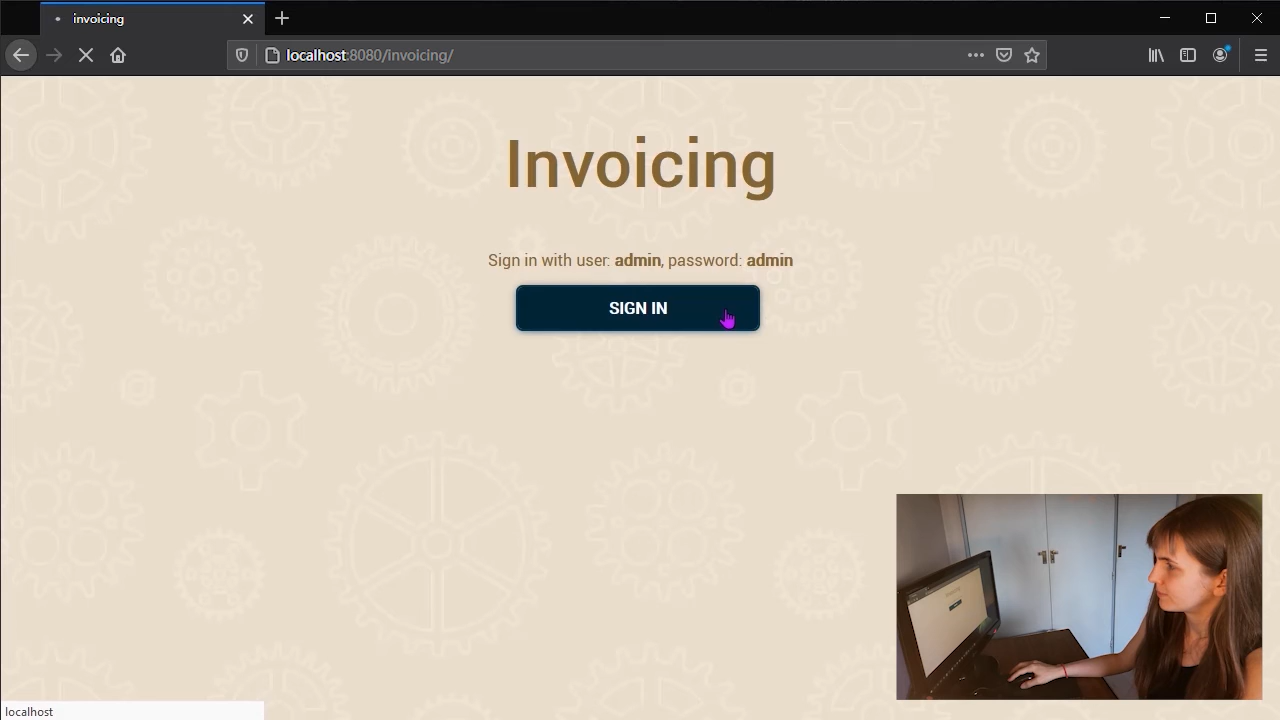 invoicing
localhost:8080/invoicing/
Invoicing
Sign in with user: admin, password: admin
SIGN IN
localhost